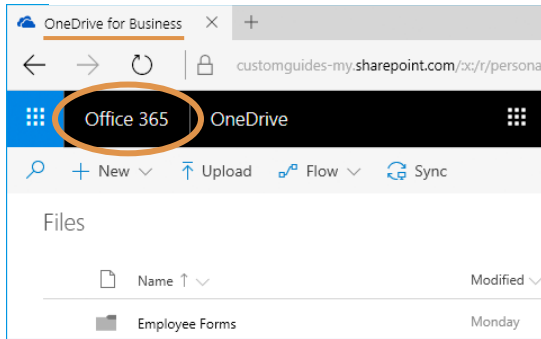 OneDrive for Business
customguides-my.sharepoint.com/:x:/r/persona
Office 365 OneDrive
New Upload Flow Sync
Files
Name Modified
Employee Forms Monday